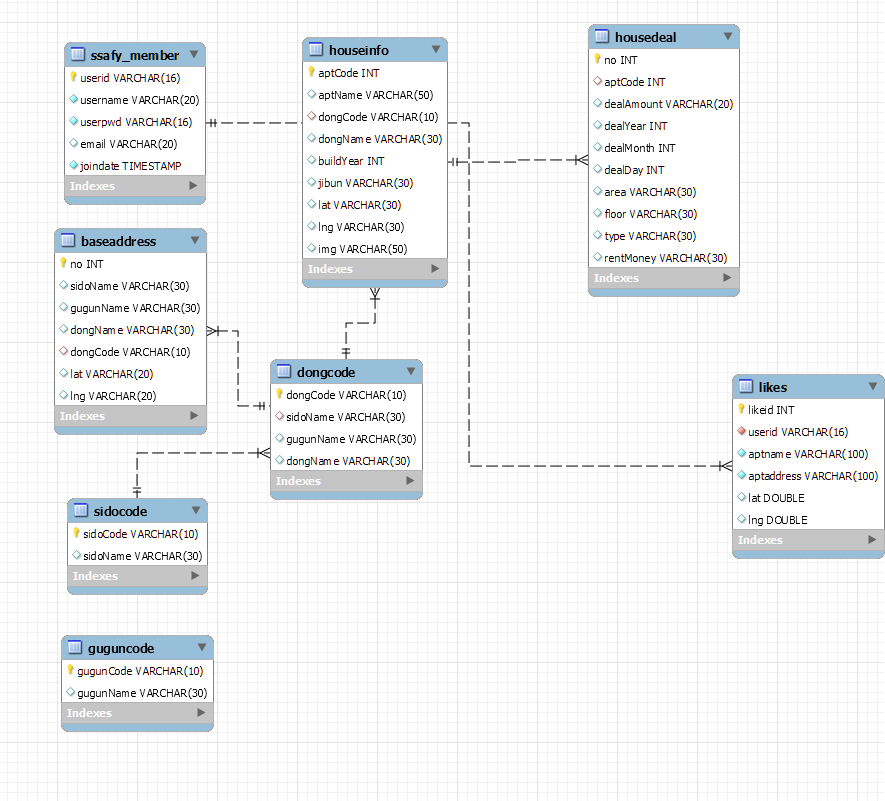 ssafy_member
userid VARCHAR(16)
username VARCHAR(20)
userpwd VARCHAR(16)
email VARCHAR(20)
joindate TIMESTAMP
Indexes
houseinfo
aptCode INT
aptName VARCHAR(50)
dongCode VARCHAR(10)
dongName VARCHAR(30)
buildYear INT
jibun VARCHAR(30)
lat VARCHAR(30)
lng VARCHAR(30)
img VARCHAR(50)
Indexes
housedeal
no INT
aptCode INT
dealAmount VARCHAR(20)
dealYear INT
dealMonth INT
dealDay INT
area VARCHAR(30)
floor VARCHAR(30)
type VARCHAR(30)
rentMoney VARCHAR(30)
Indexes
baseaddress
no INT
sidoName VARCHAR(30)
gugunName VARCHAR(30)
dongName VARCHAR(30)
dongCode VARCHAR(10)
lat VARCHAR(20)
lng VARCHAR(20)
Indexes
dongcode
dongCode VARCHAR(10)
sidoName VARCHAR(30)
gugunName VARCHAR(30)
dongName VARCHAR(30)
Indexes
likes
likeid INT
userid VARCHAR(16)
aptname VARCHAR(100)
aptaddress VARCHAR(100)
lat DOUBLE
lng DOUBLE
Indexes
sidocode
sidoCode VARCHAR(10)
sidoName VARCHAR(30)
Indexes
guguncode
gugunCode VARCHAR(10)
gugunName VARCHAR(30)
Indexes